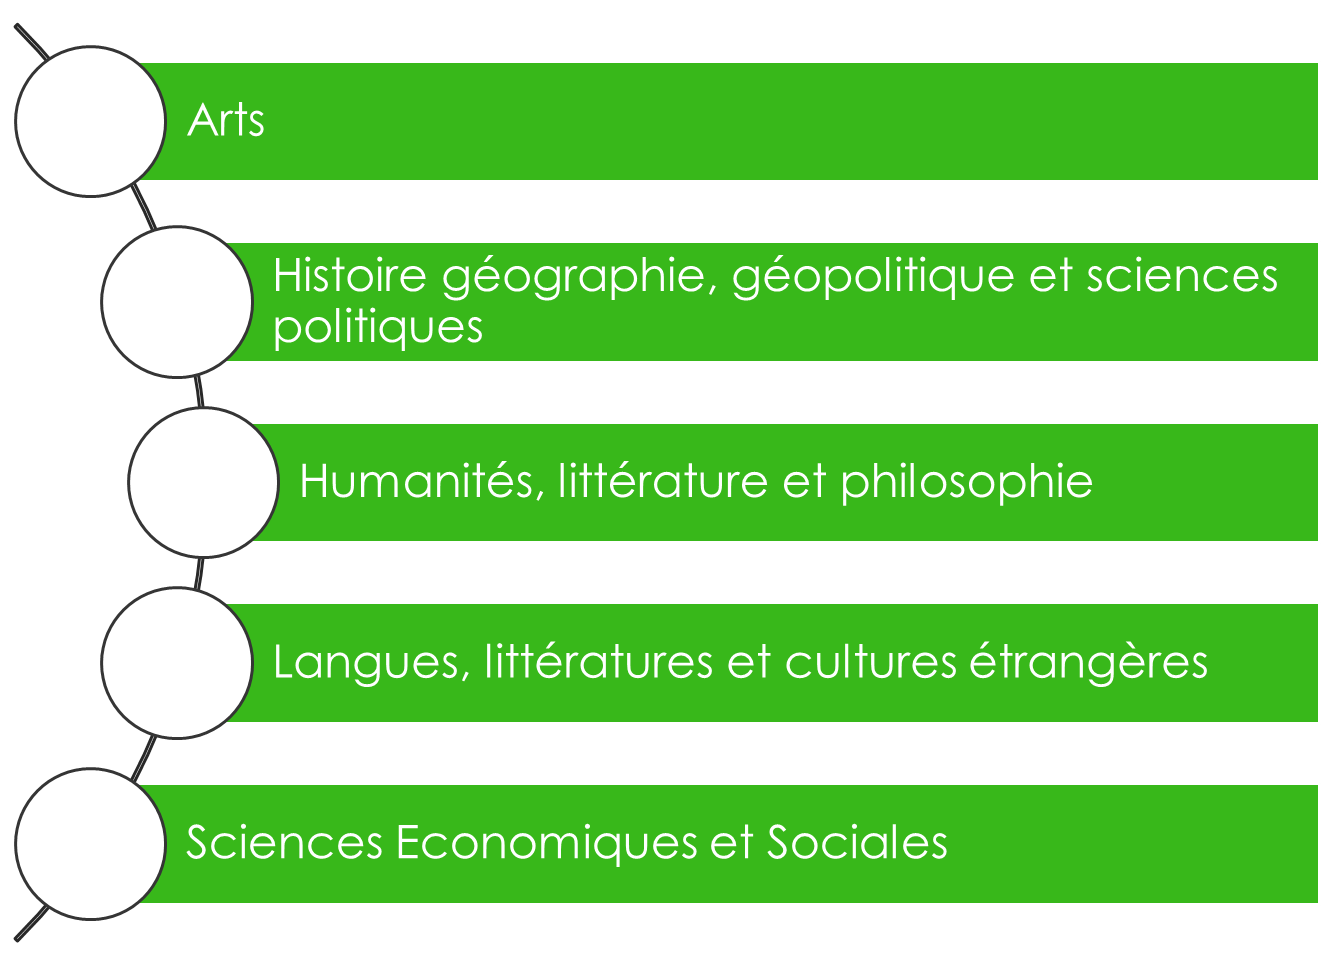 Arts
Histoire géographie, géopolitique et sciences
politiques
Humanités, littérature et philosophie
Langues, littératures et cultures étrangères
Sciences Economiques et Sociales